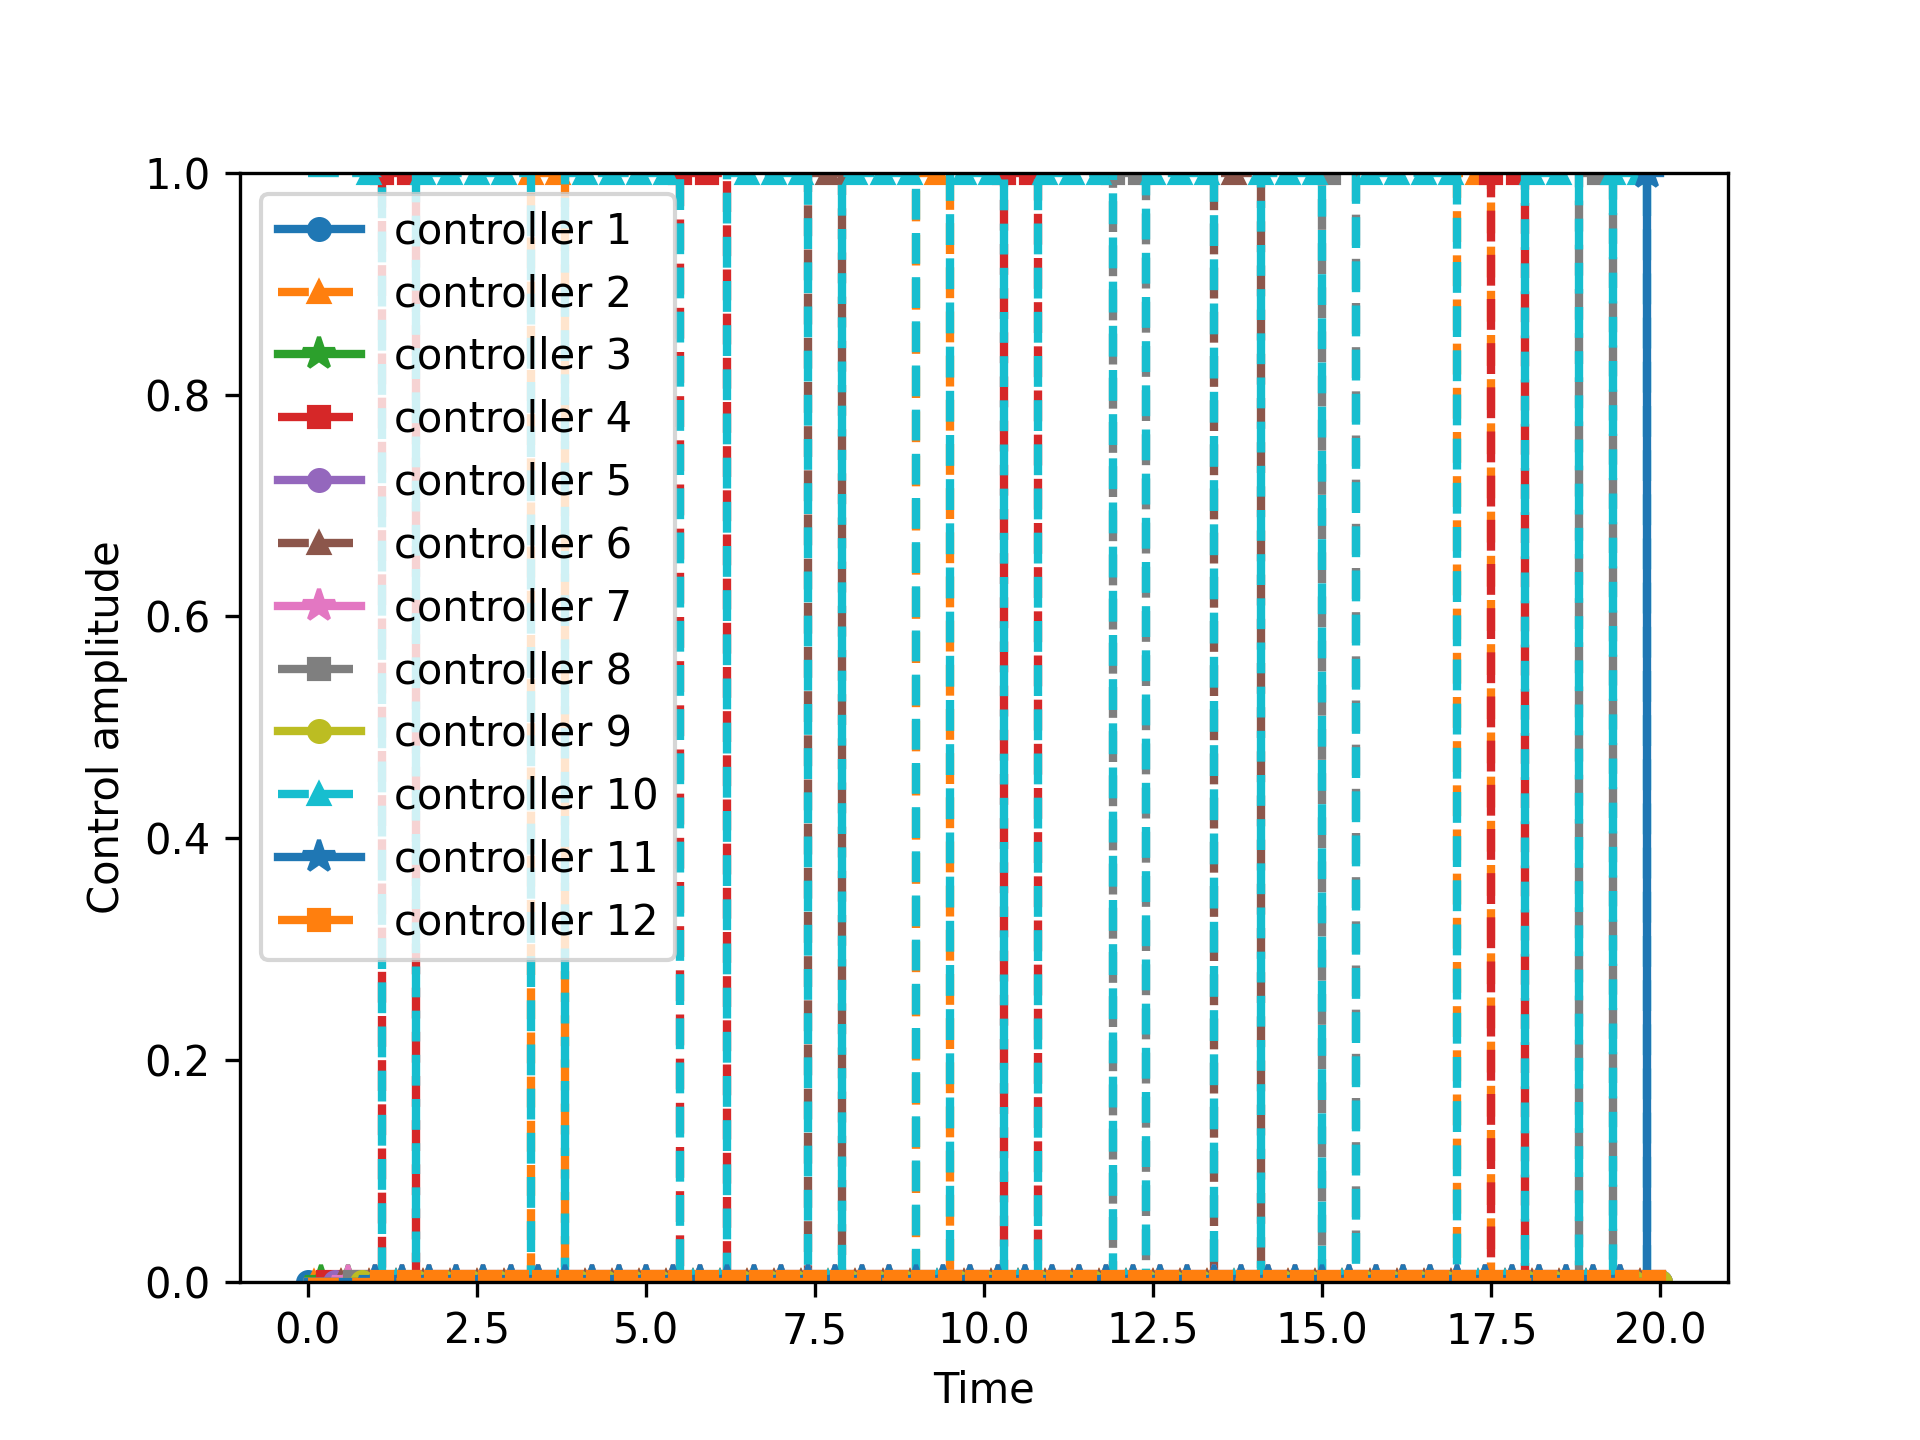 1.0
0.8
0.6
0.4
0.2
0.0
Control amplitude
controller 1
controller 2
controller 3
controller 4
controller 5
controller 6
controller 7
controller 8
controller 9
controller 10
controller 11
controller 12
0.0 2.5 5.0 7.5 10.0 12.5 15.0 17.5 20.0
Time